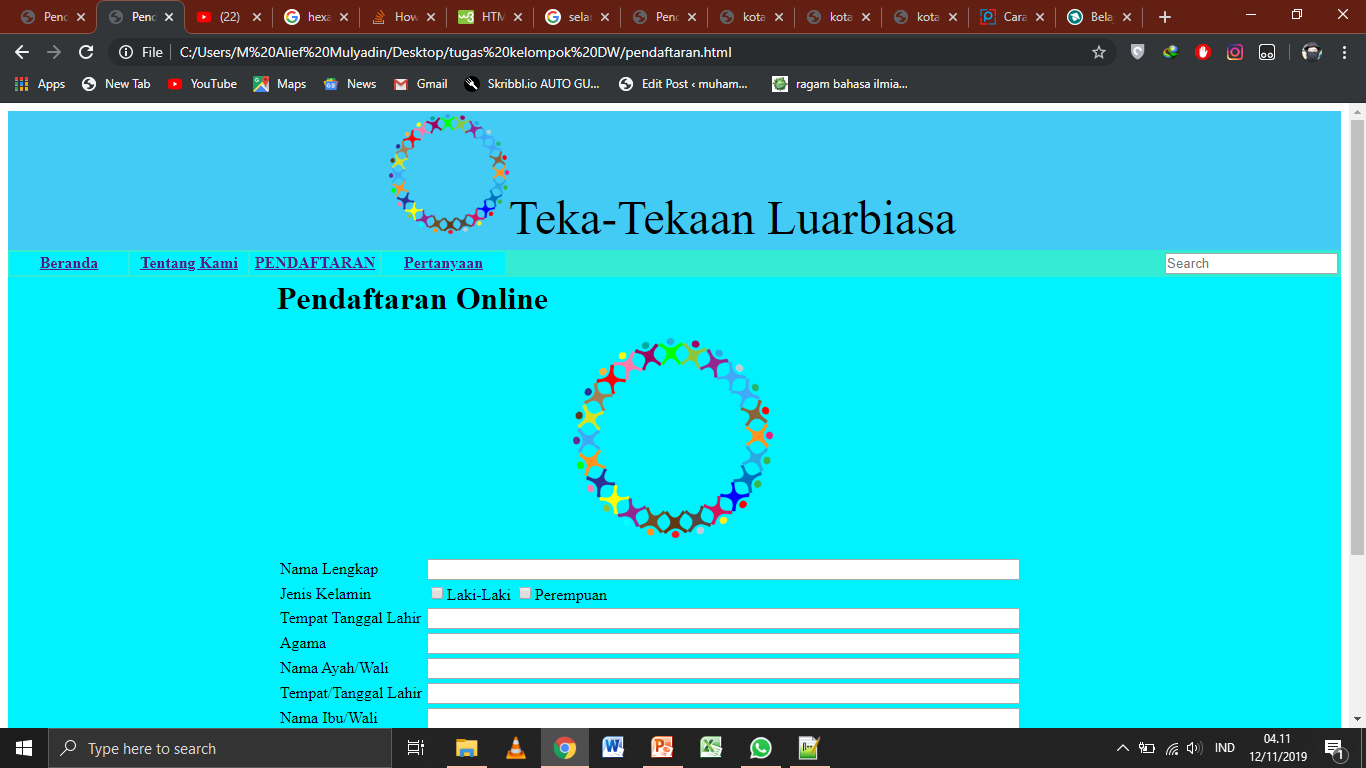 Penc
Penc
(22)
hexa
How
HTM
selar
Penc
kota
kota
kota
Cara
Bela
File
C:/Users/M%20Alief%20Mulyadin/Desktop/tugas%20kelompok%20DW/pendaftaran.html
Apps
New Tab
YouTube
Maps
News
Gmail
Skribbl.io AUTO GU...
Edit Post ‹ muham...
ragam bahasa ilmia...
Teka-Tekaan Luarbiasa
Beranda
Tentang Kami
PENDAFTARAN
Pertanyaan
Search
Pendaftaran Online
Nama Lengkap
Jenis Kelamin
Laki-Laki
Perempuan
Tempat Tanggal Lahir
Agama
Nama Ayah/Wali
Tempat/Tanggal Lahir
Nama Ibu/Wali
Type here to search
IND
04.11
12/11/2019
1